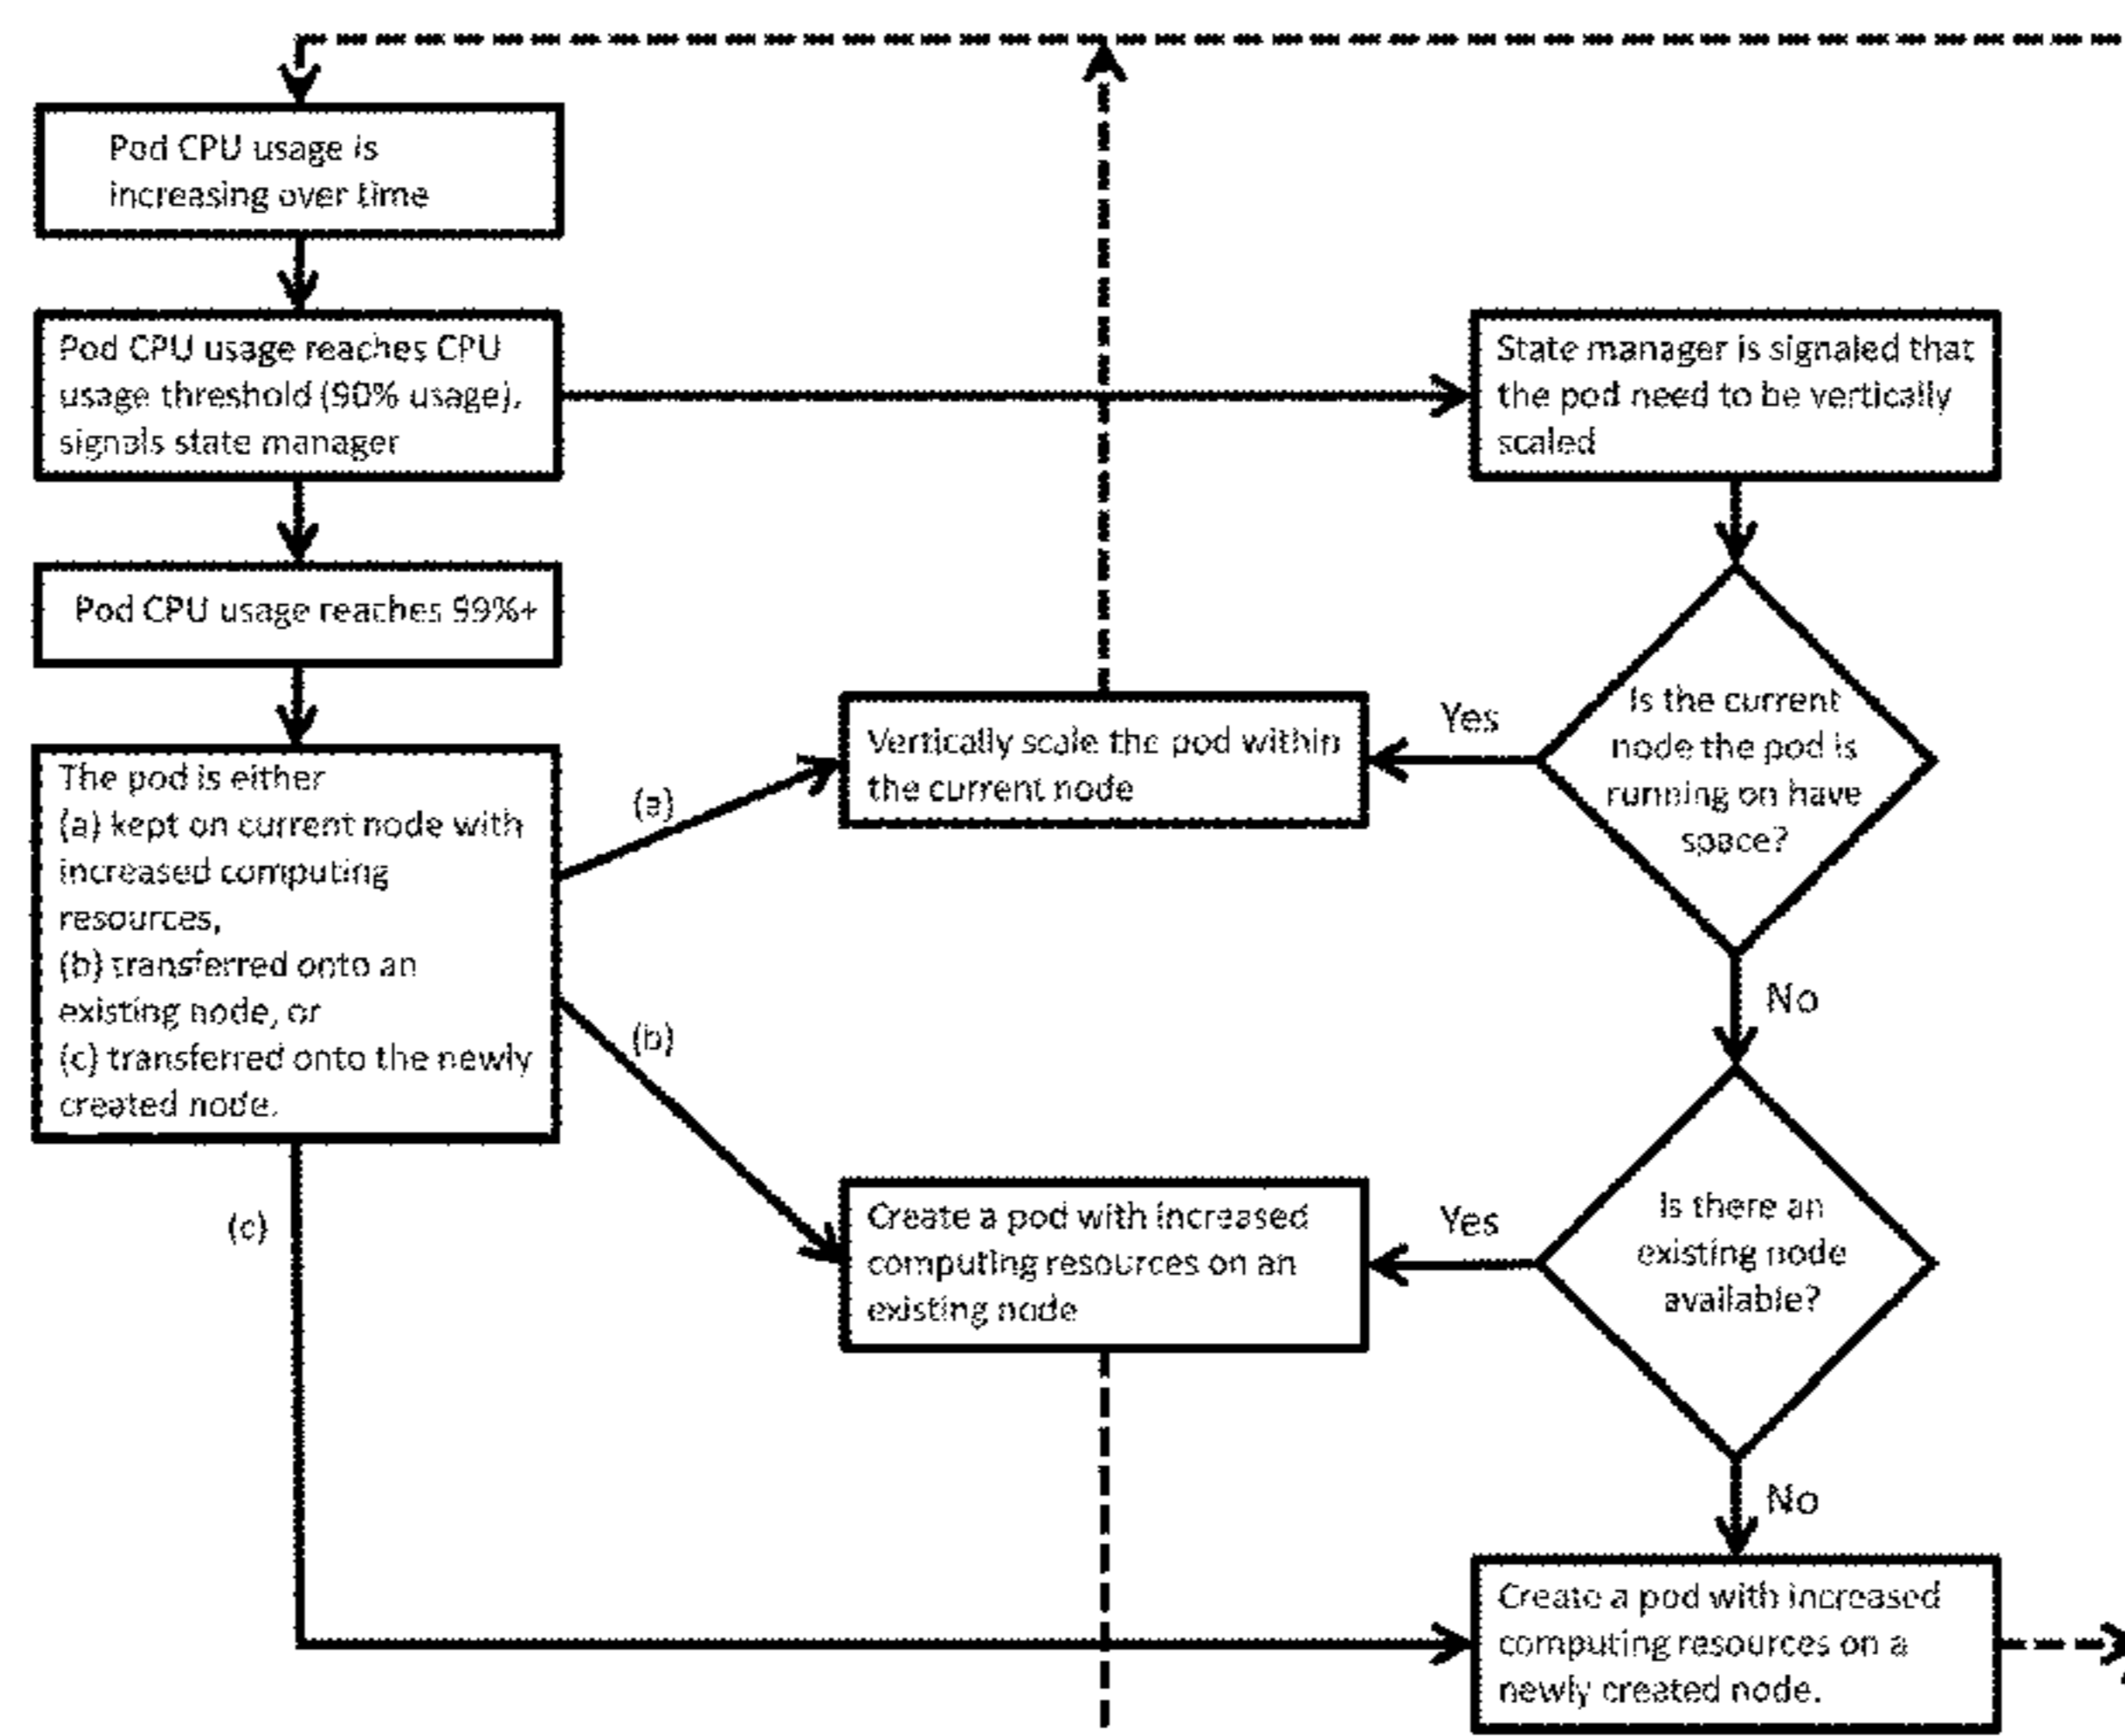 Pod CPU usage is
increasing over time
Pod CPU usage reaches CPU
usage threshold (90% usage),
signals state manager
State manager is signaled that
the pod need to be vertically
scaled
Pod CPU usage reaches 99%+
Is the current
node the pod is
running on have
space?
Yes
Vertically scale the pod within
the current node
The pod is either
(a) kept on current node with
increased computing
resources,
(b) transferred onto an
existing node, or
(c) transferred onto the newly
created node.
(a)
(b)
(c)
No
Is there an
existing node
available?
Yes
Create a pod with increased
computing resources on an
existing node
No
Create a pod with increased
computing resources on a
newly created node.